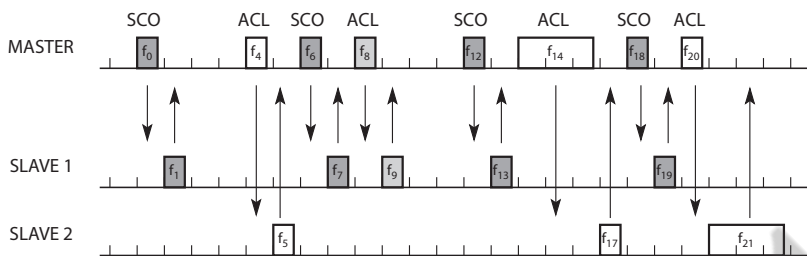 SCO ACL SCO ACL SCO ACL SCO ACL
MASTER f0 f4 f6 f8 f12 f14 f18 f20
SLAVE 1 f1 f7 f9 f13 f19
SLAVE 2 f5 f17 f21